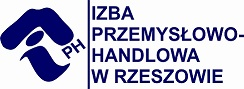 PH
IZBA
PRZEMYSŁOWO-
HANDLOWA
W RZESZOWIE